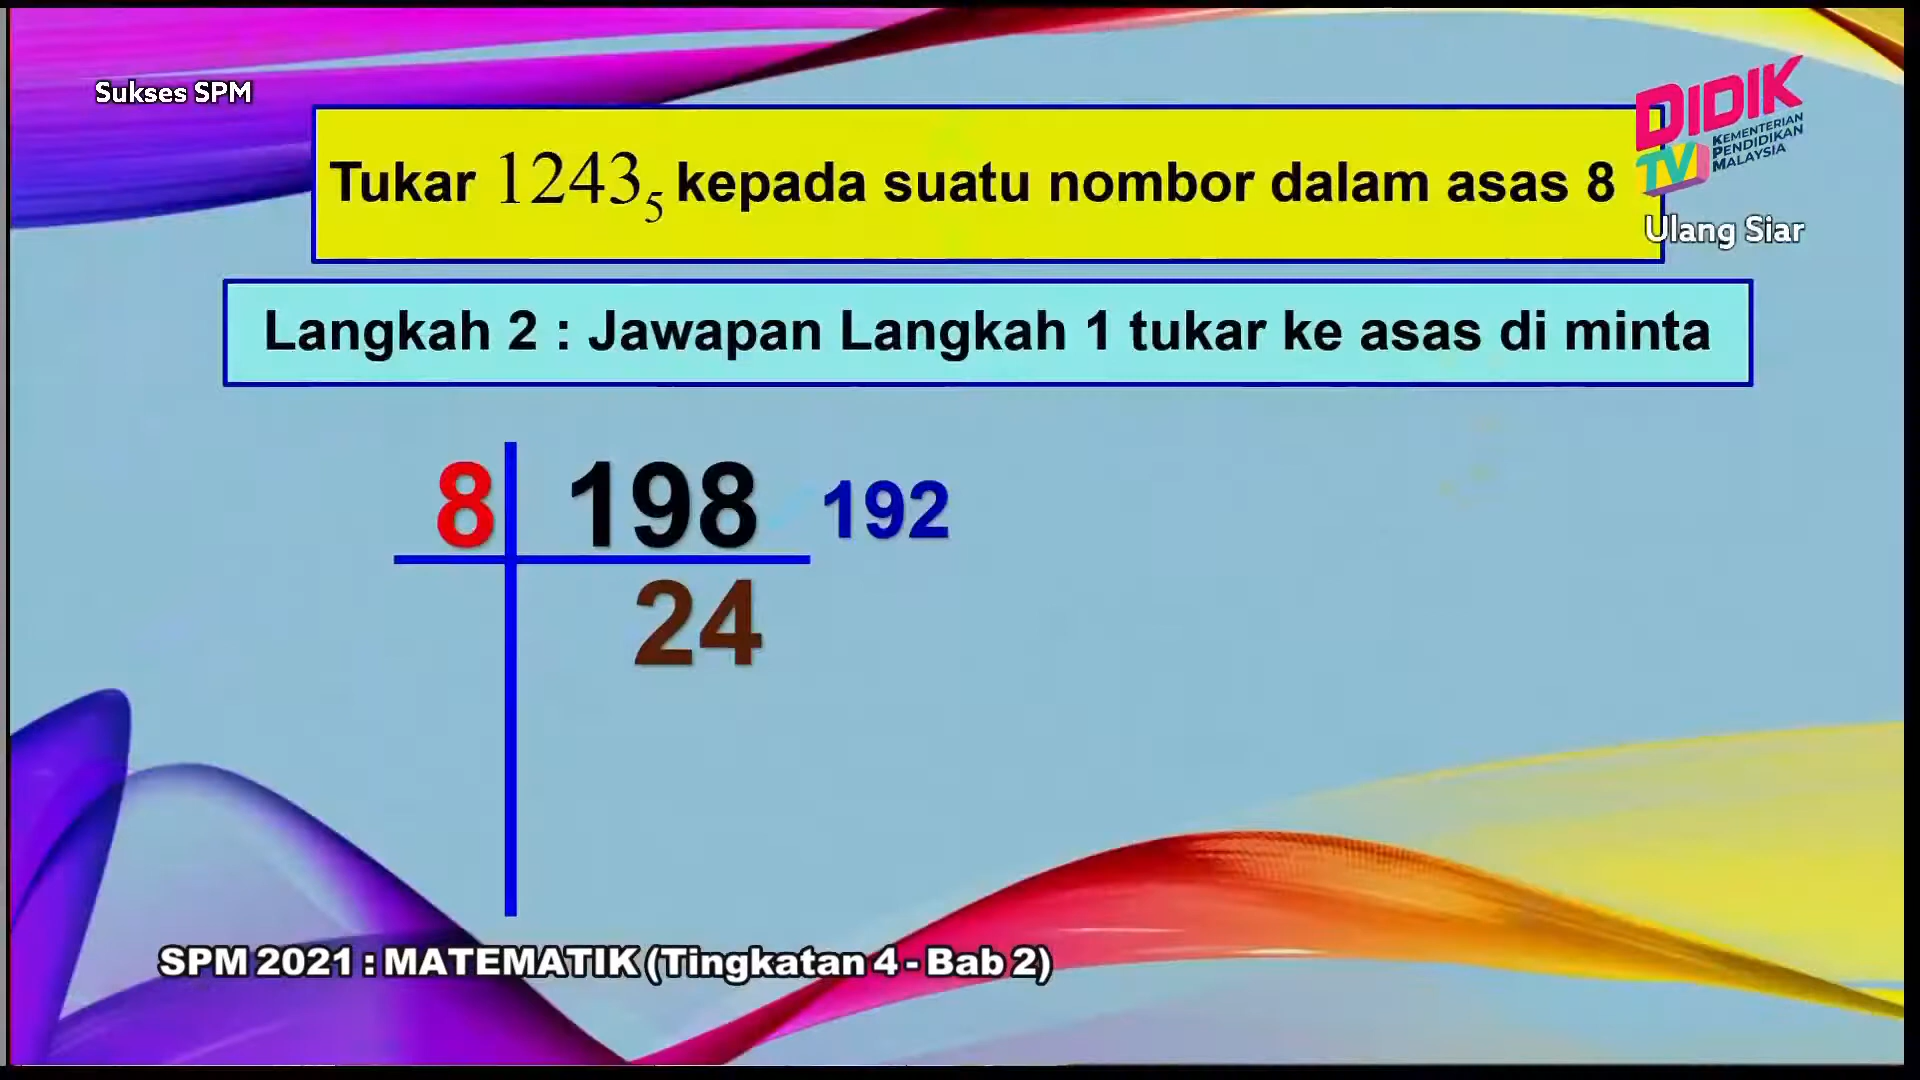 Sukses SPM
DIDIK
TV
KEMENTERIAN
PENDIDIKAN
MALAYSIA
Ulang Siar
Tukar 1243₅ kepada suatu nombor dalam asas 8
Langkah 2 : Jawapan Langkah 1 tukar ke asas di minta
8 198 192
24
SPM 2021 : MATEMATIK (Tingkatan 4 - Bab 2)